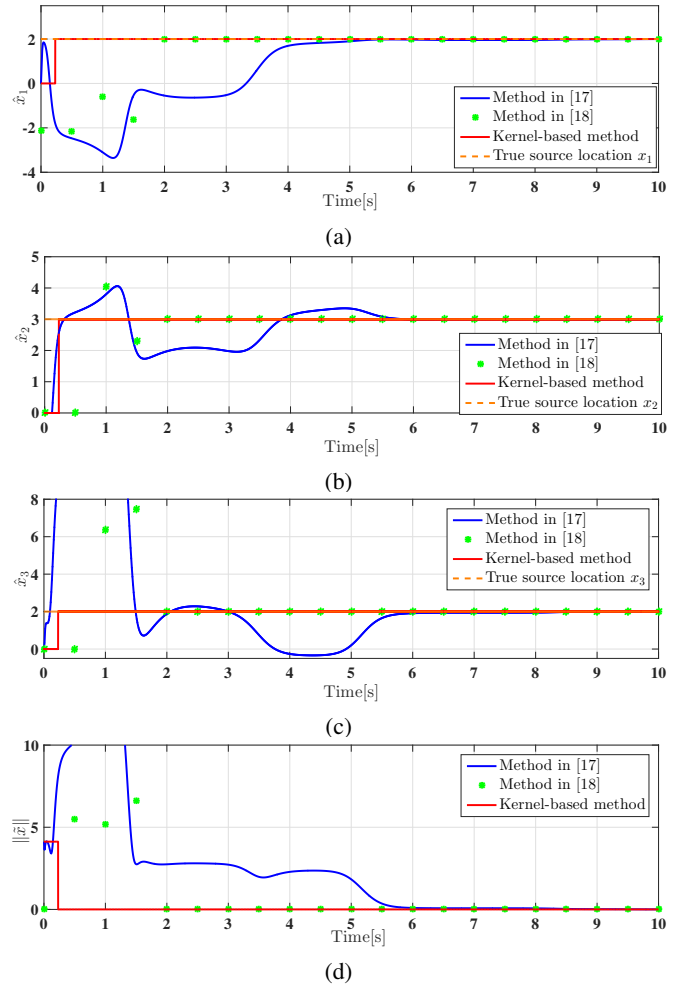 2
0
-2
-4
x̂₁
0 1 2 3 4 5 6 7 8 9 10
Time[s]
Method in [17]
Method in [18]
Kernel-based method
True source location x₁
(a)
5
4
3
2
1
0
x̂₂
0 1 2 3 4 5 6 7 8 9 10
Time[s]
Method in [17]
Method in [18]
Kernel-based method
True source location x₂
(b)
8
6
4
2
0
x̂₃
0 1 2 3 4 5 6 7 8 9 10
Time[s]
Method in [17]
Method in [18]
Kernel-based method
True source location x₃
(c)
10
5
0
||x̃||
0 1 2 3 4 5 6 7 8 9 10
Time[s]
Method in [17]
Method in [18]
Kernel-based method
(d)